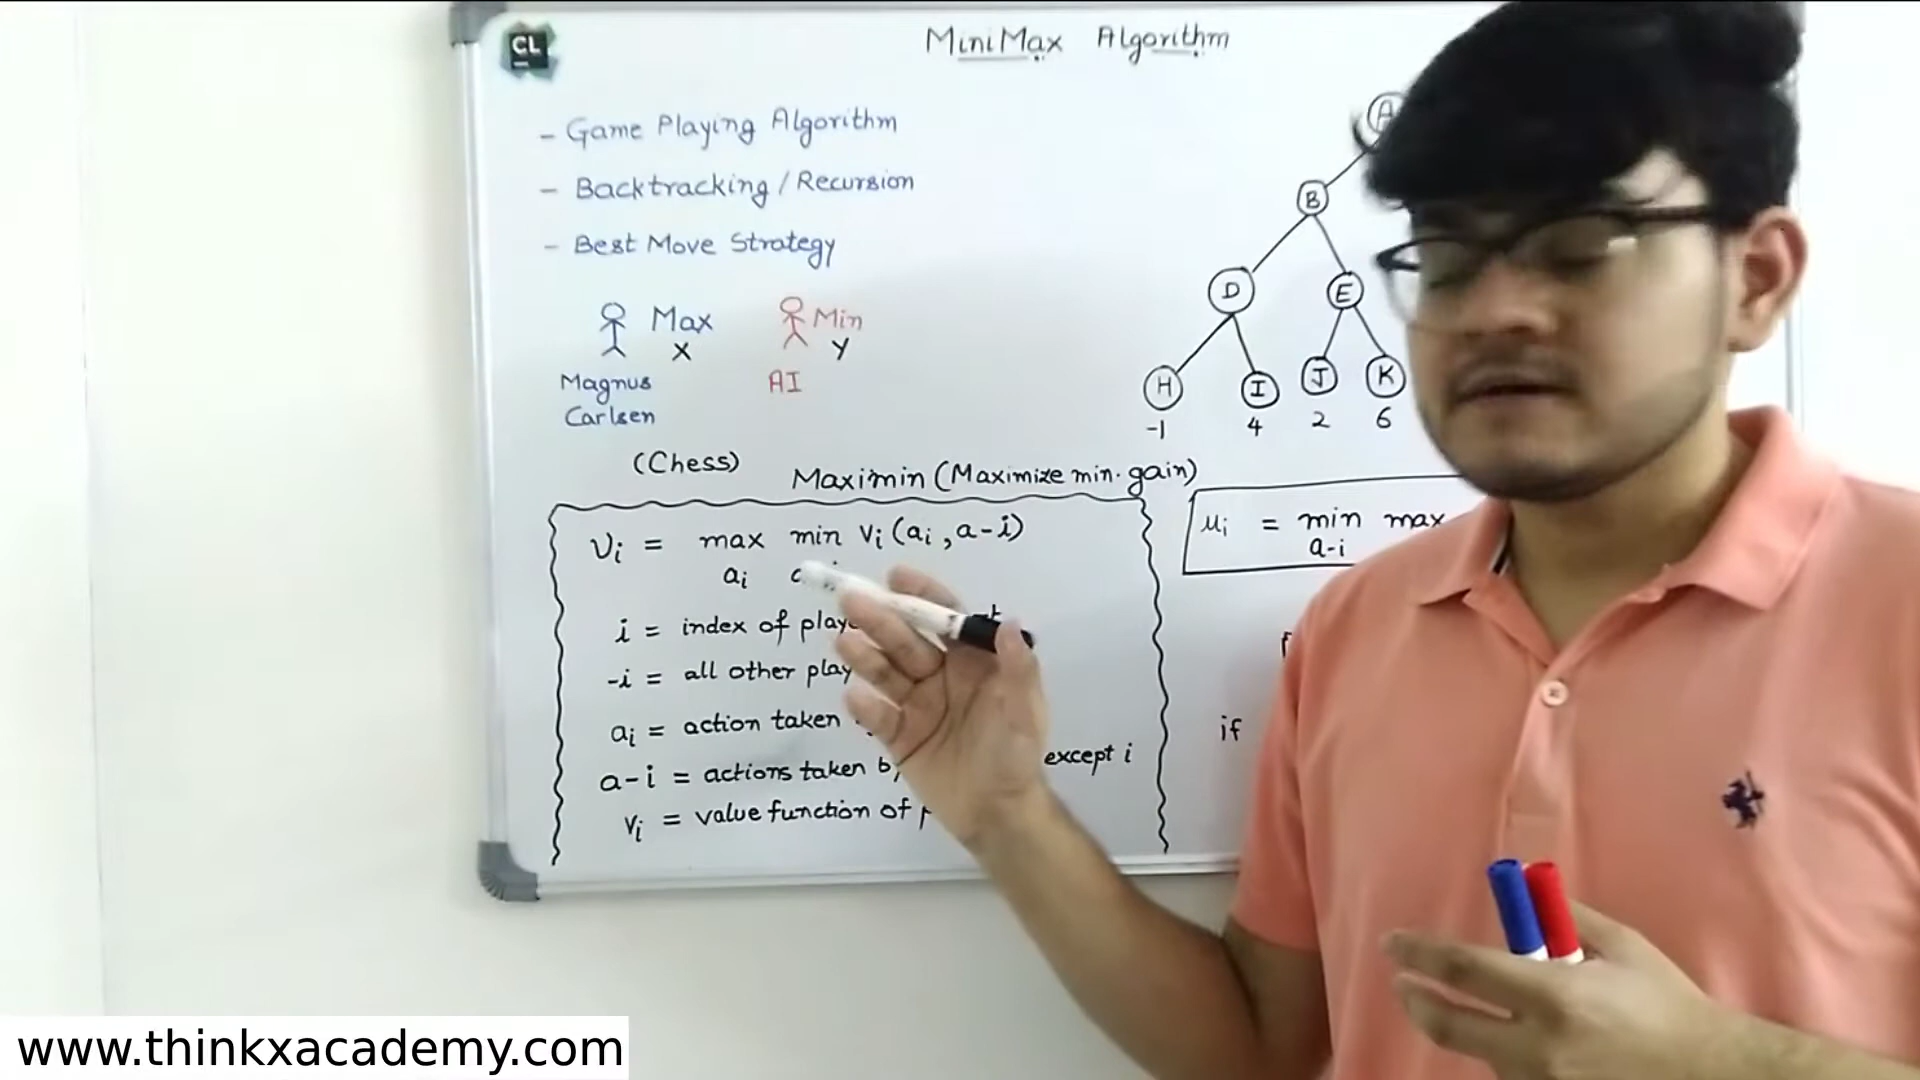 CL
MiniMax Algorithm
- Game Playing Algorithm
- Backtracking / Recursion
- Best Move Strategy
Max
X
Min
Y
Magnus
Carlsen
AI
(Chess)
A
B
D
E
H
I
J
K
-1
4
2
6
Maximin (Maximize min. gain)
νi = max min vi (ai, a-i)
ai
i = index of
-i = all other
ai = action taken
a-i = actions taken except i
vi = value function of
μi = min max
a-i
if
www.thinkxacademy.com